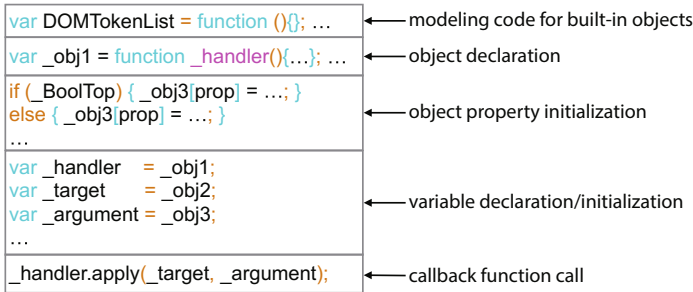 var DOMTokenList = function (){}; …
modeling code for built-in objects
var _obj1 = function _handler(){…}; …
object declaration
if (_BoolTop) { _obj3[prop] = …; }
else { _obj3[prop] = …; }
…
object property initialization
var _handler = _obj1;
var _target = _obj2;
var _argument = _obj3;
…
variable declaration/initialization
_handler.apply(_target, _argument);
callback function call